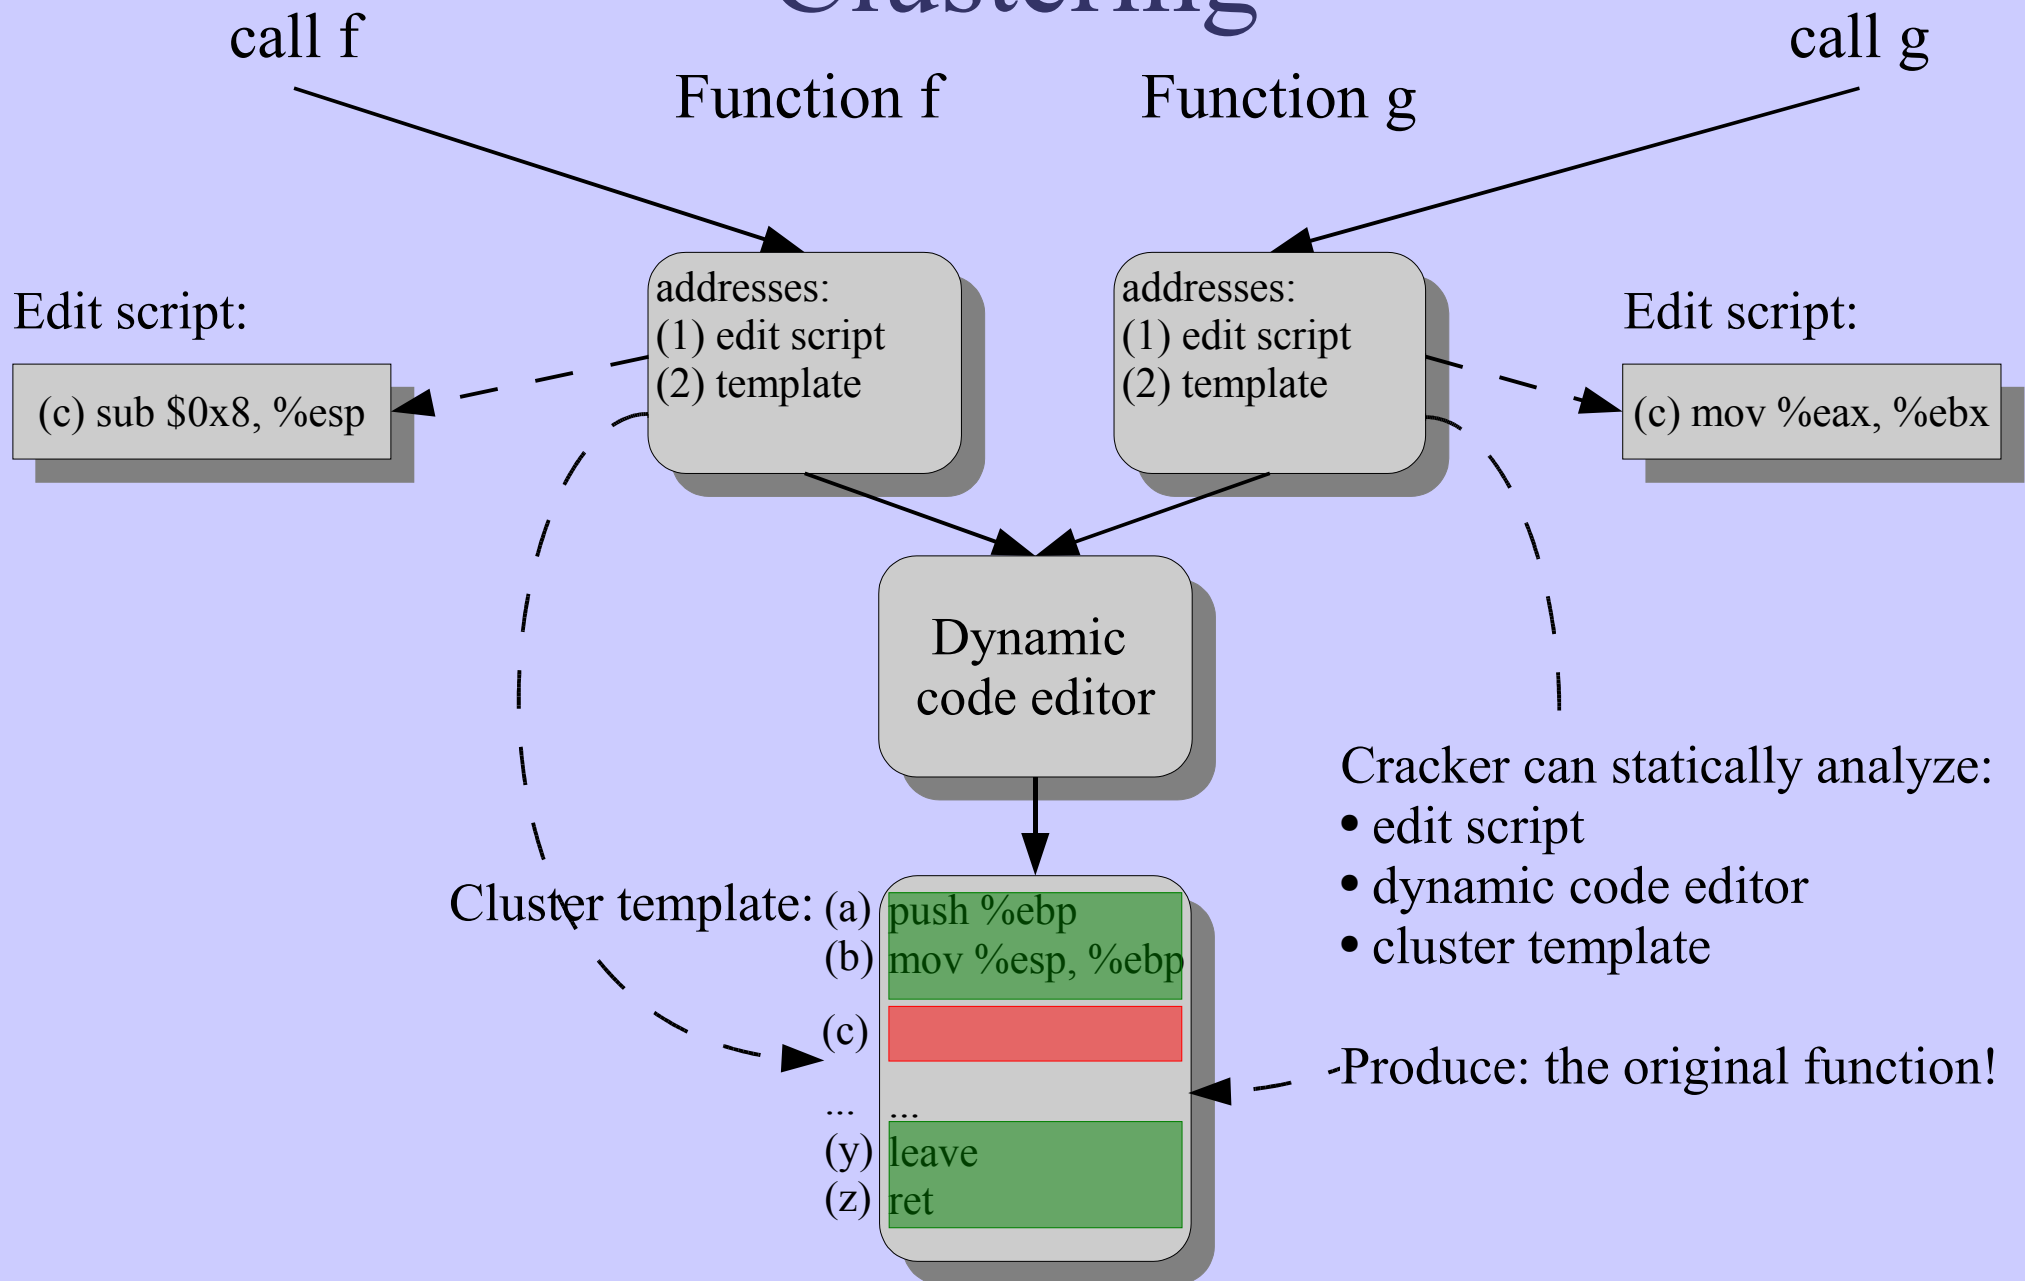 Clustering
call f
call g
Function f
Function g
addresses:
(1) edit script
(2) template
addresses:
(1) edit script
(2) template
Edit script:
(c) sub $0x8, %esp
Edit script:
(c) mov %eax, %ebx
Dynamic
code editor
Cracker can statically analyze:
• edit script
• dynamic code editor
• cluster template
Produce: the original function!
Cluster template:
(a) push %ebp
(b) mov %esp, %ebp
(c)
... ...
(y) leave
(z) ret